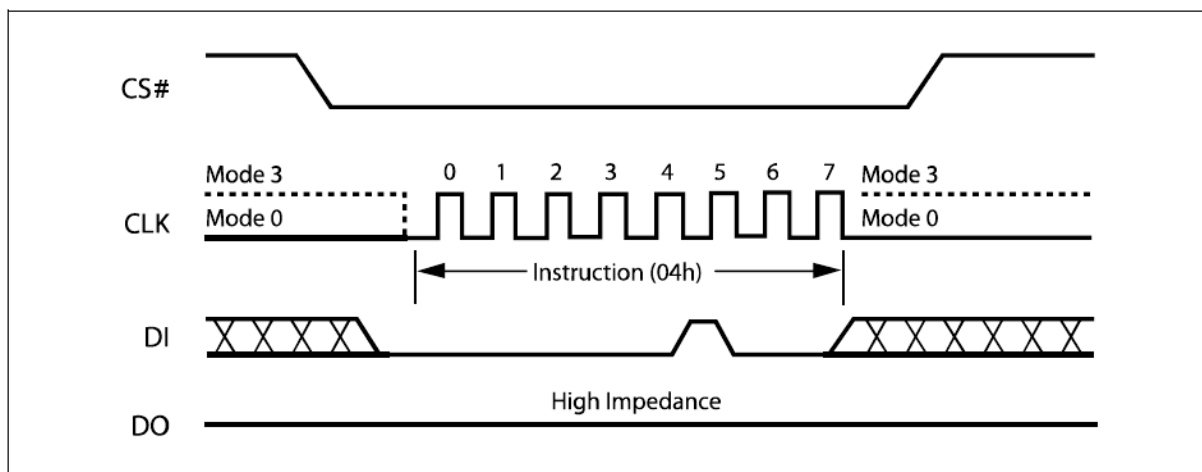 CS#
0 1 2 3 4 5 6 7
Mode 3 Mode 3
Mode 0 Mode 0
CLK
Instruction (04h)
DI
High Impedance
DO